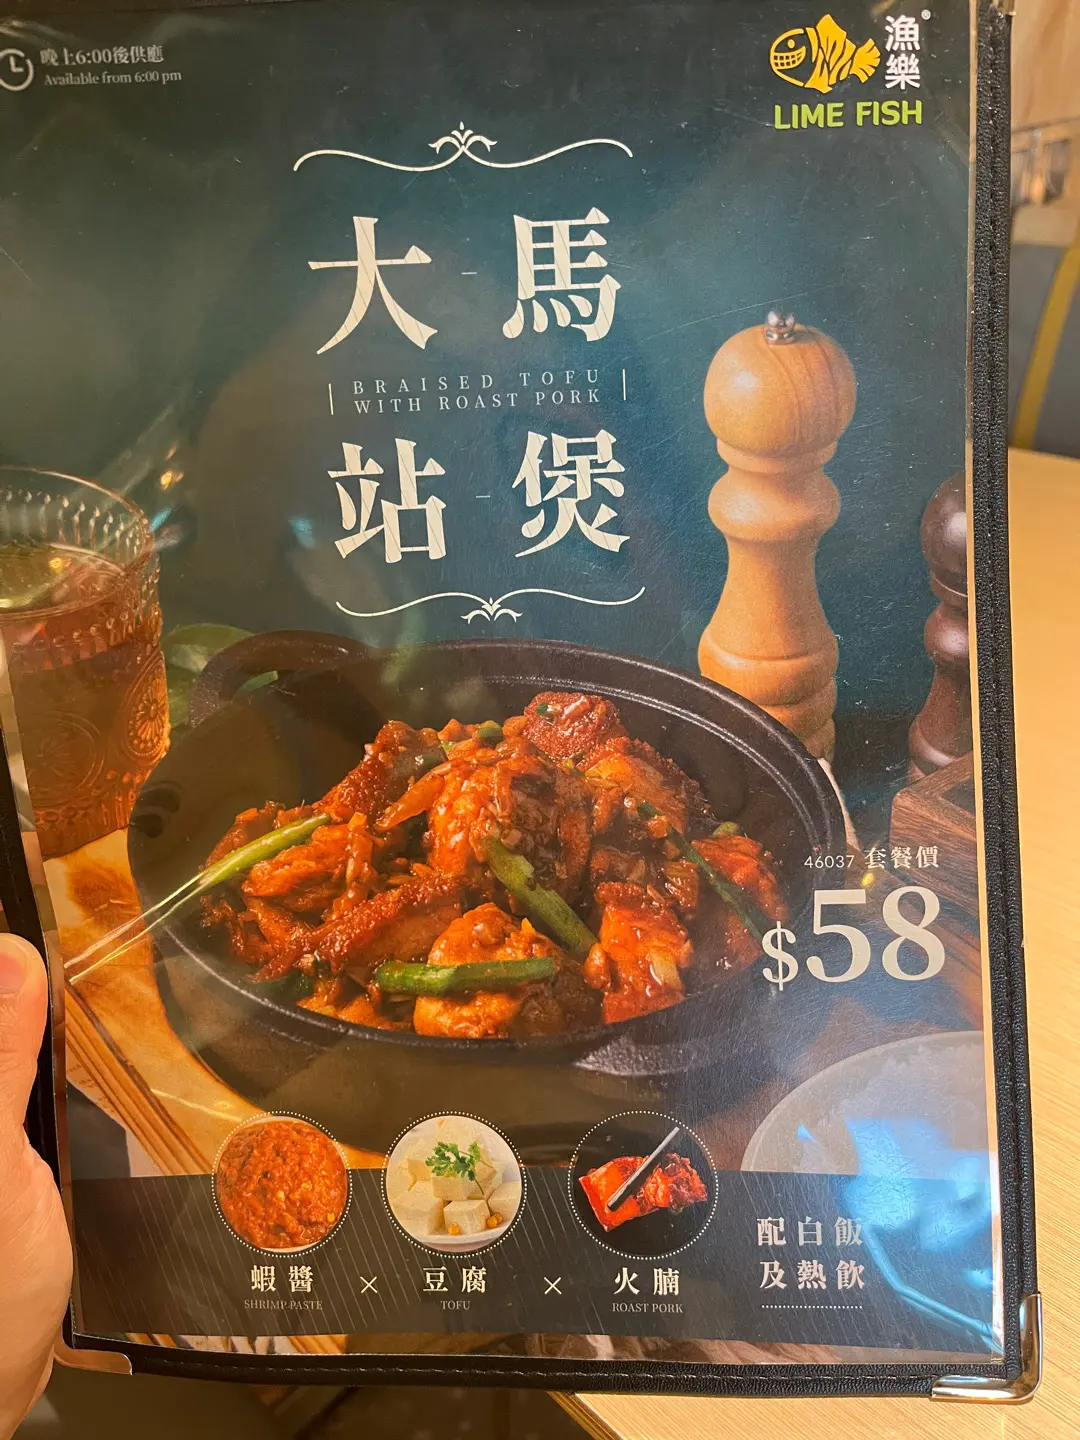 晚上6:00後供應
Available from 6:00 pm
漁樂®
LIME FISH
大馬
BRAISED TOFU
WITH ROAST PORK
站煲
46037 套餐價
$58
蝦醬 × 豆腐 × 火腩
SHRIMP PASTE TOFU ROAST PORK
配白飯
及熱飲